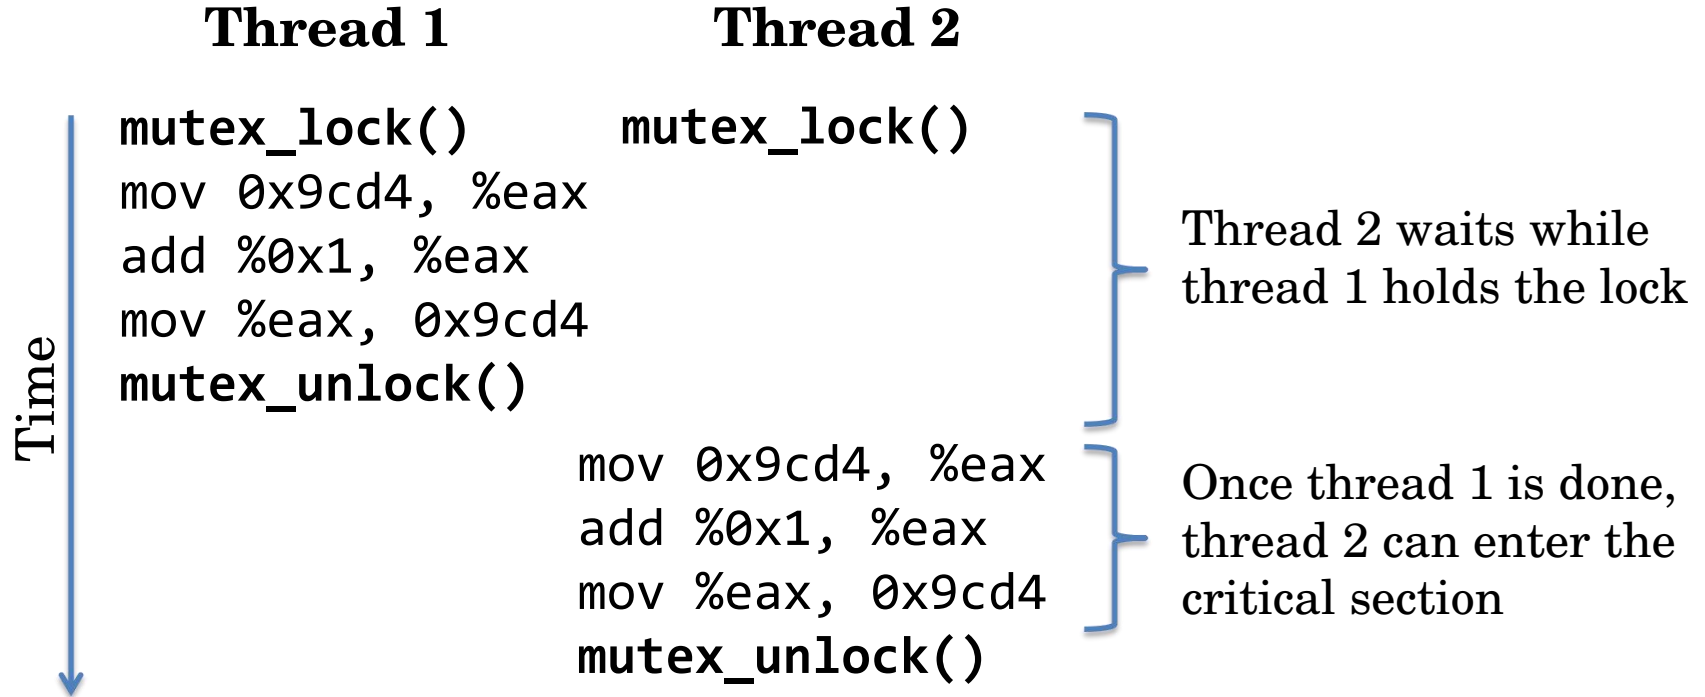 Thread 1
Thread 2
mutex_lock()
mutex_lock()
mov 0x9cd4, %eax
add %0x1, %eax
mov %eax, 0x9cd4
mutex_unlock()
Thread 2 waits while
thread 1 holds the lock
Time
mov 0x9cd4, %eax
add %0x1, %eax
mov %eax, 0x9cd4
mutex_unlock()
Once thread 1 is done,
thread 2 can enter the
critical section